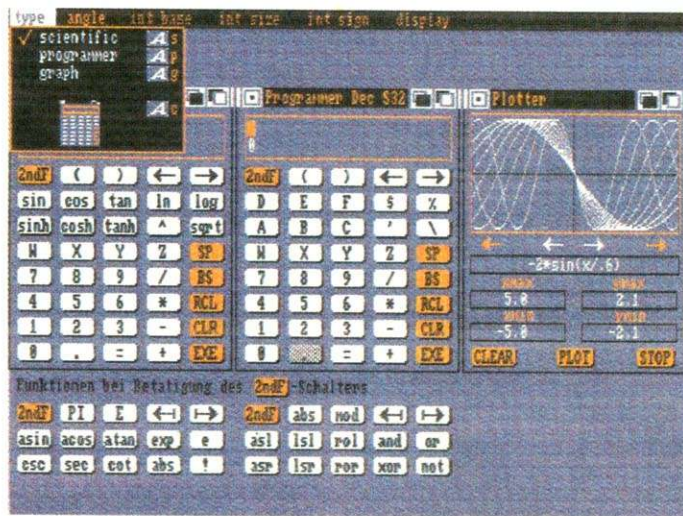 type angle int base int size int sign display
✓ scientific A s
programmer A p
graph A g
A c
Programmer Dec S32
Plotter
0
2ndF ( ) ← →
sin cos tan ln log
sinh cosh tanh ^ sqrt
W X Y Z SP
7 8 9 / BS
4 5 6 * RCL
1 2 3 - CLR
0 . = + EXE
2ndF ( ) ← →
D E F $ %
A B C ' \
W X Y Z SP
7 8 9 / BS
4 5 6 * RCL
1 2 3 - CLR
0 = + EXE
← ← → →
-2*sin(x/.6)
xmax ymax
5.0 2.1
xmin ymin
-5.0 -2.1
CLEAR PLOT STOP
Funktionen bei Betätigung des 2ndF-Schalters
2ndF PI E ↤ ↦
asin acos atan exp e
csc sec cot abs !
2ndF abs mod ↤ ↦
asl lsl rol and or
asr lsr ror xor not